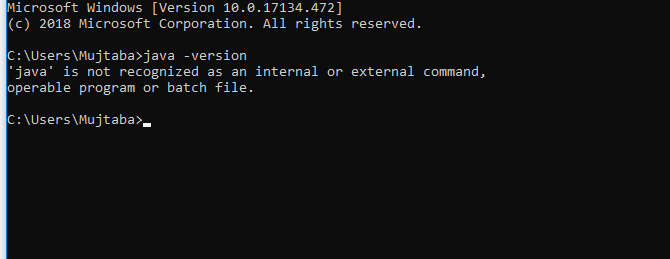 Microsoft Windows [Version 10.0.17134.472]
(c) 2018 Microsoft Corporation. All rights reserved.
C:\Users\Mujtaba>java -version
'java' is not recognized as an internal or external command,
operable program or batch file.
C:\Users\Mujtaba>